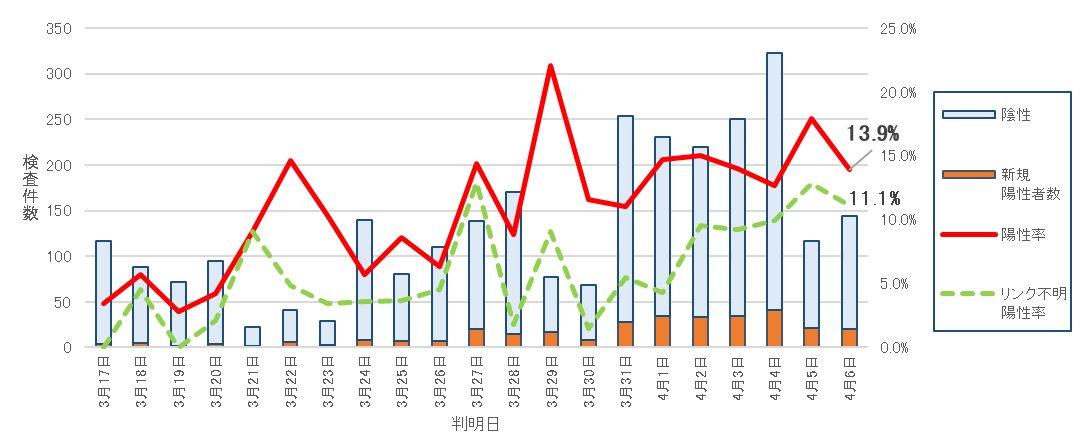 350
300
250
200
150
100
50
0
検査件数
25.0%
20.0%
15.0%
10.0%
5.0%
0.0%
13.9%
11.1%
3月17日
3月18日
3月19日
3月20日
3月21日
3月22日
3月23日
3月24日
3月25日
3月26日
3月27日
3月28日
3月29日
3月30日
3月31日
4月1日
4月2日
4月3日
4月4日
4月5日
4月6日
判明日
陰性
新規
陽性者数
陽性率
リンク不明
陽性率